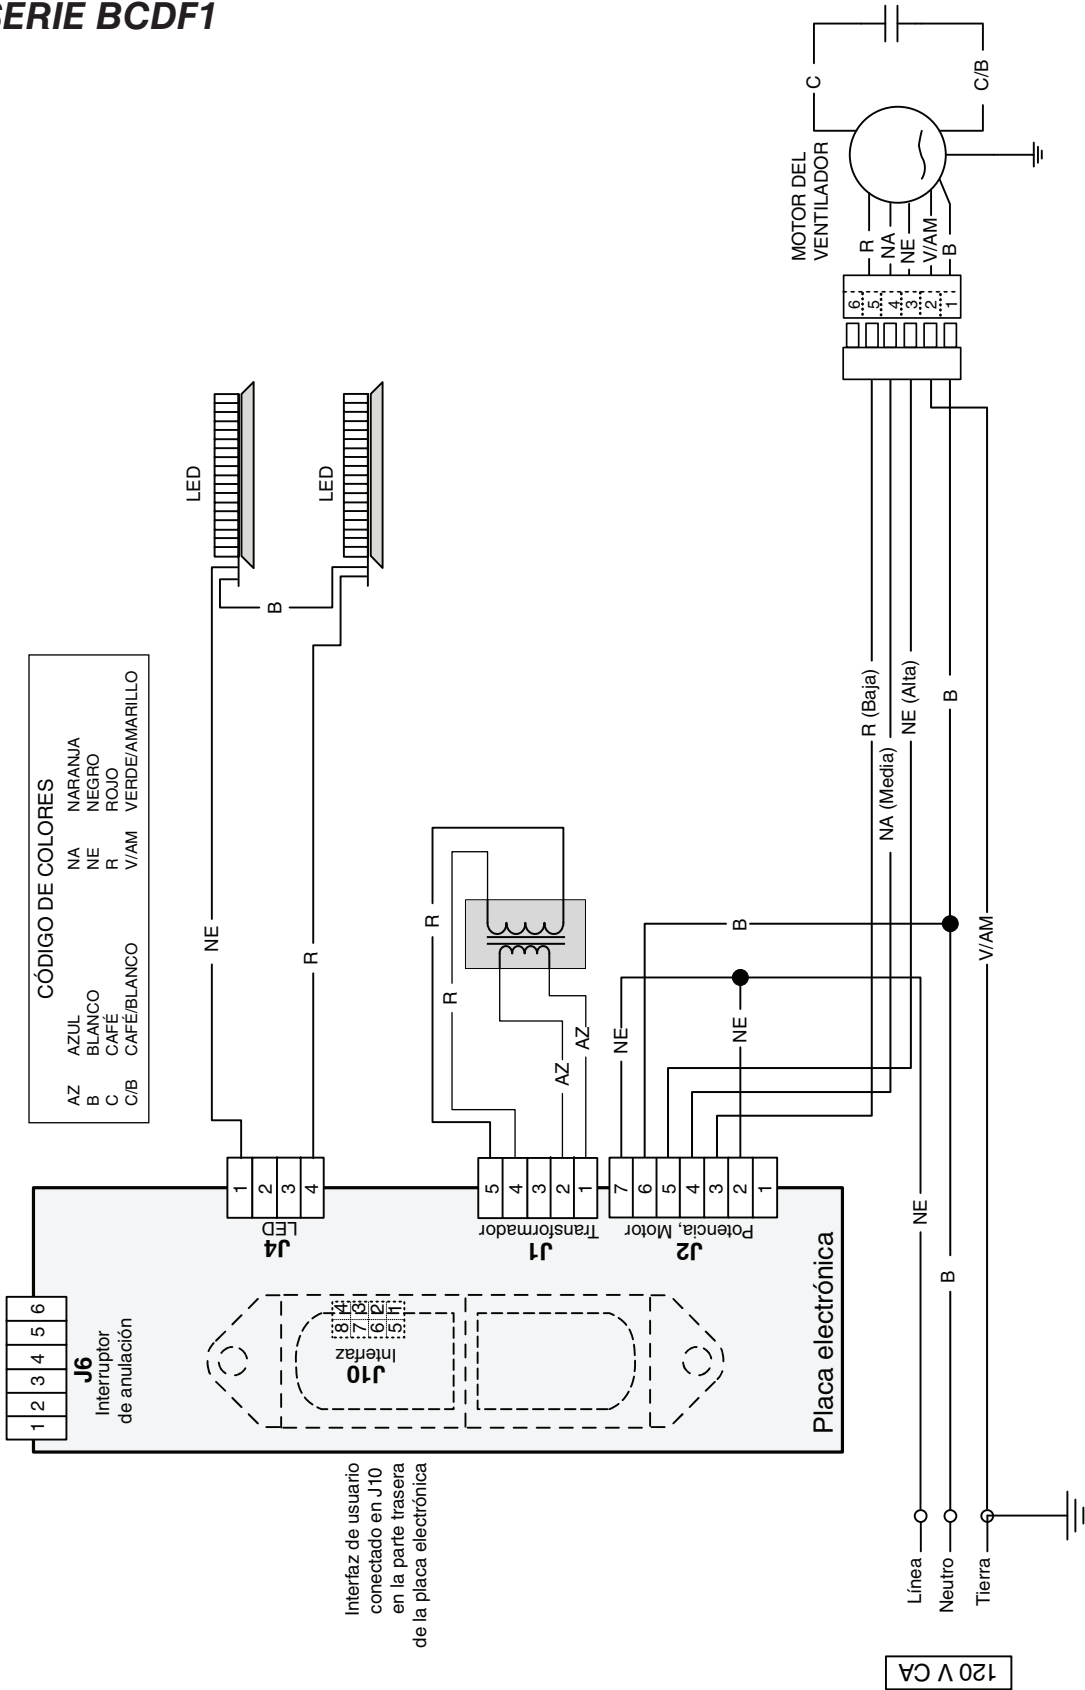 SERIE BCDF1
CÓDIGO DE COLORES
AZ AZUL NA NARANJA
B BLANCO NE NEGRO
C CAFÉ R ROJO
C/B CAFÉ/BLANCO V/AM VERDE/AMARILLO
LED
LED
NE
B
R
C
C/B
MOTOR DEL
VENTILADOR
R
NA
NE
V/AM
B
6
5
4
3
2
1
R (Baja)
NA (Media)
NE (Alta)
B
V/AM
R
R
AZ
AZ
NE
B
NE
1
2
3
4
LED
J4
5
4
3
2
1
Transformador
J1
7
6
5
4
3
2
1
Potencia, Motor
J2
1 2 3 4 5 6
J6
Interruptor
de anulación
8 4
7 3
6 2
5 1
Interfaz
J10
Placa electrónica
Interfaz de usuario
conectado en J10
en la parte trasera
de la placa electrónica
NE
B
Línea
Neutro
Tierra
120 V CA